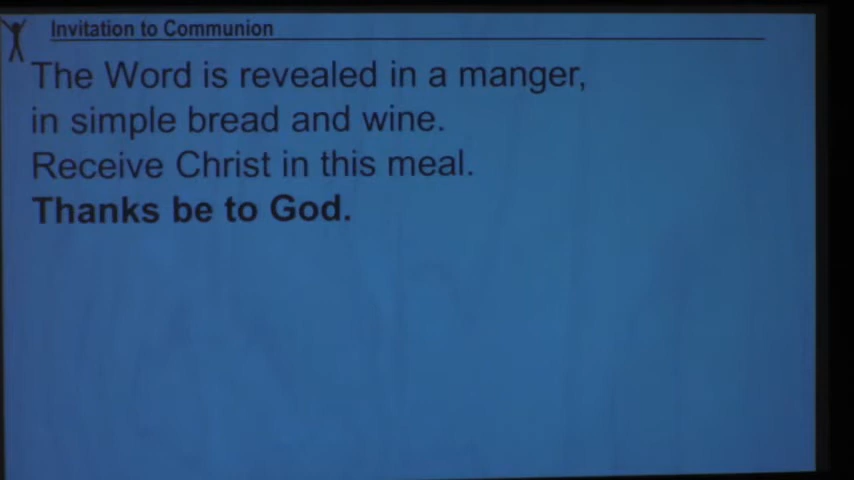 Invitation to Communion
The Word is revealed in a manger,
in simple bread and wine.
Receive Christ in this meal.
Thanks be to God.